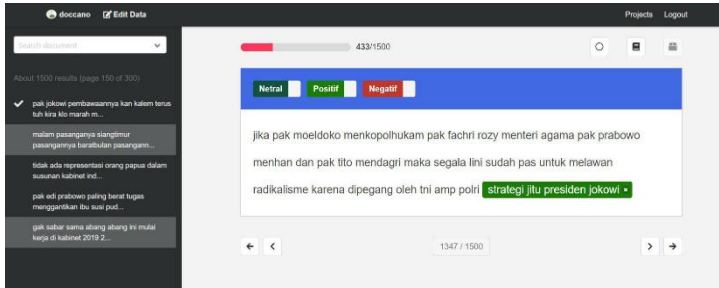 doccano Edit Data
Projects Logout
Search document
433/1500
About 1500 results (page 150 of 300)
pak jokowi pembawaannya kan kalem terus
tuh kira klo marah m...
malam pasanganya siangtimur
pasangannya baratbulan pasangann...
tidak ada representasi orang papua dalam
susunan kabinet ind...
pak edi prabowo paling berat tugas
menggantikan ibu susi pud...
gak sabar sama abang abang ini mulai
kerja di kabinet 2019 2...
Netral Positif Negatif
jika pak moeldoko menkopolhukam pak fachri rozy menteri agama pak prabowo
menhan dan pak tito mendagri maka segala lini sudah pas untuk melawan
radikalisme karena dipegang oleh tni amp polri strategi jitu presiden jokowi
1347 / 1500